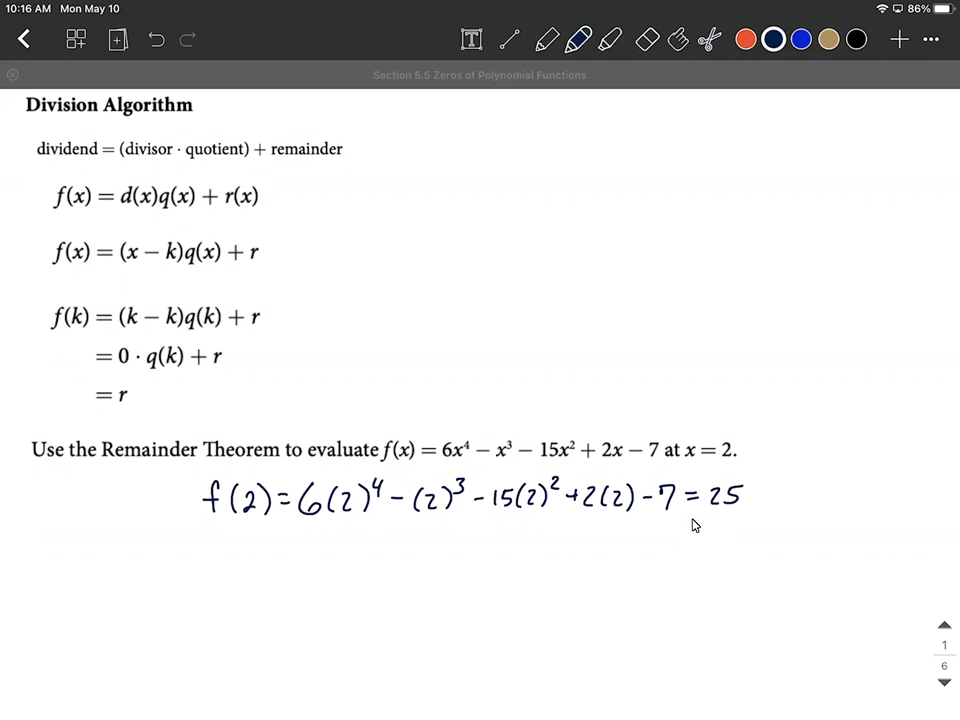 10:16 AM Mon May 10
86%
T
Section 5.5 Zeros of Polynomial Functions
Division Algorithm
dividend = (divisor · quotient) + remainder
f(x) = d(x)q(x) + r(x)
f(x) = (x − k)q(x) + r
f(k) = (k − k)q(k) + r
= 0 · q(k) + r
= r
Use the Remainder Theorem to evaluate f(x) = 6x⁴ − x³ − 15x² + 2x − 7 at x = 2.
f(2) = 6(2)⁴ − (2)³ − 15(2)² + 2(2) − 7 = 25
1
6